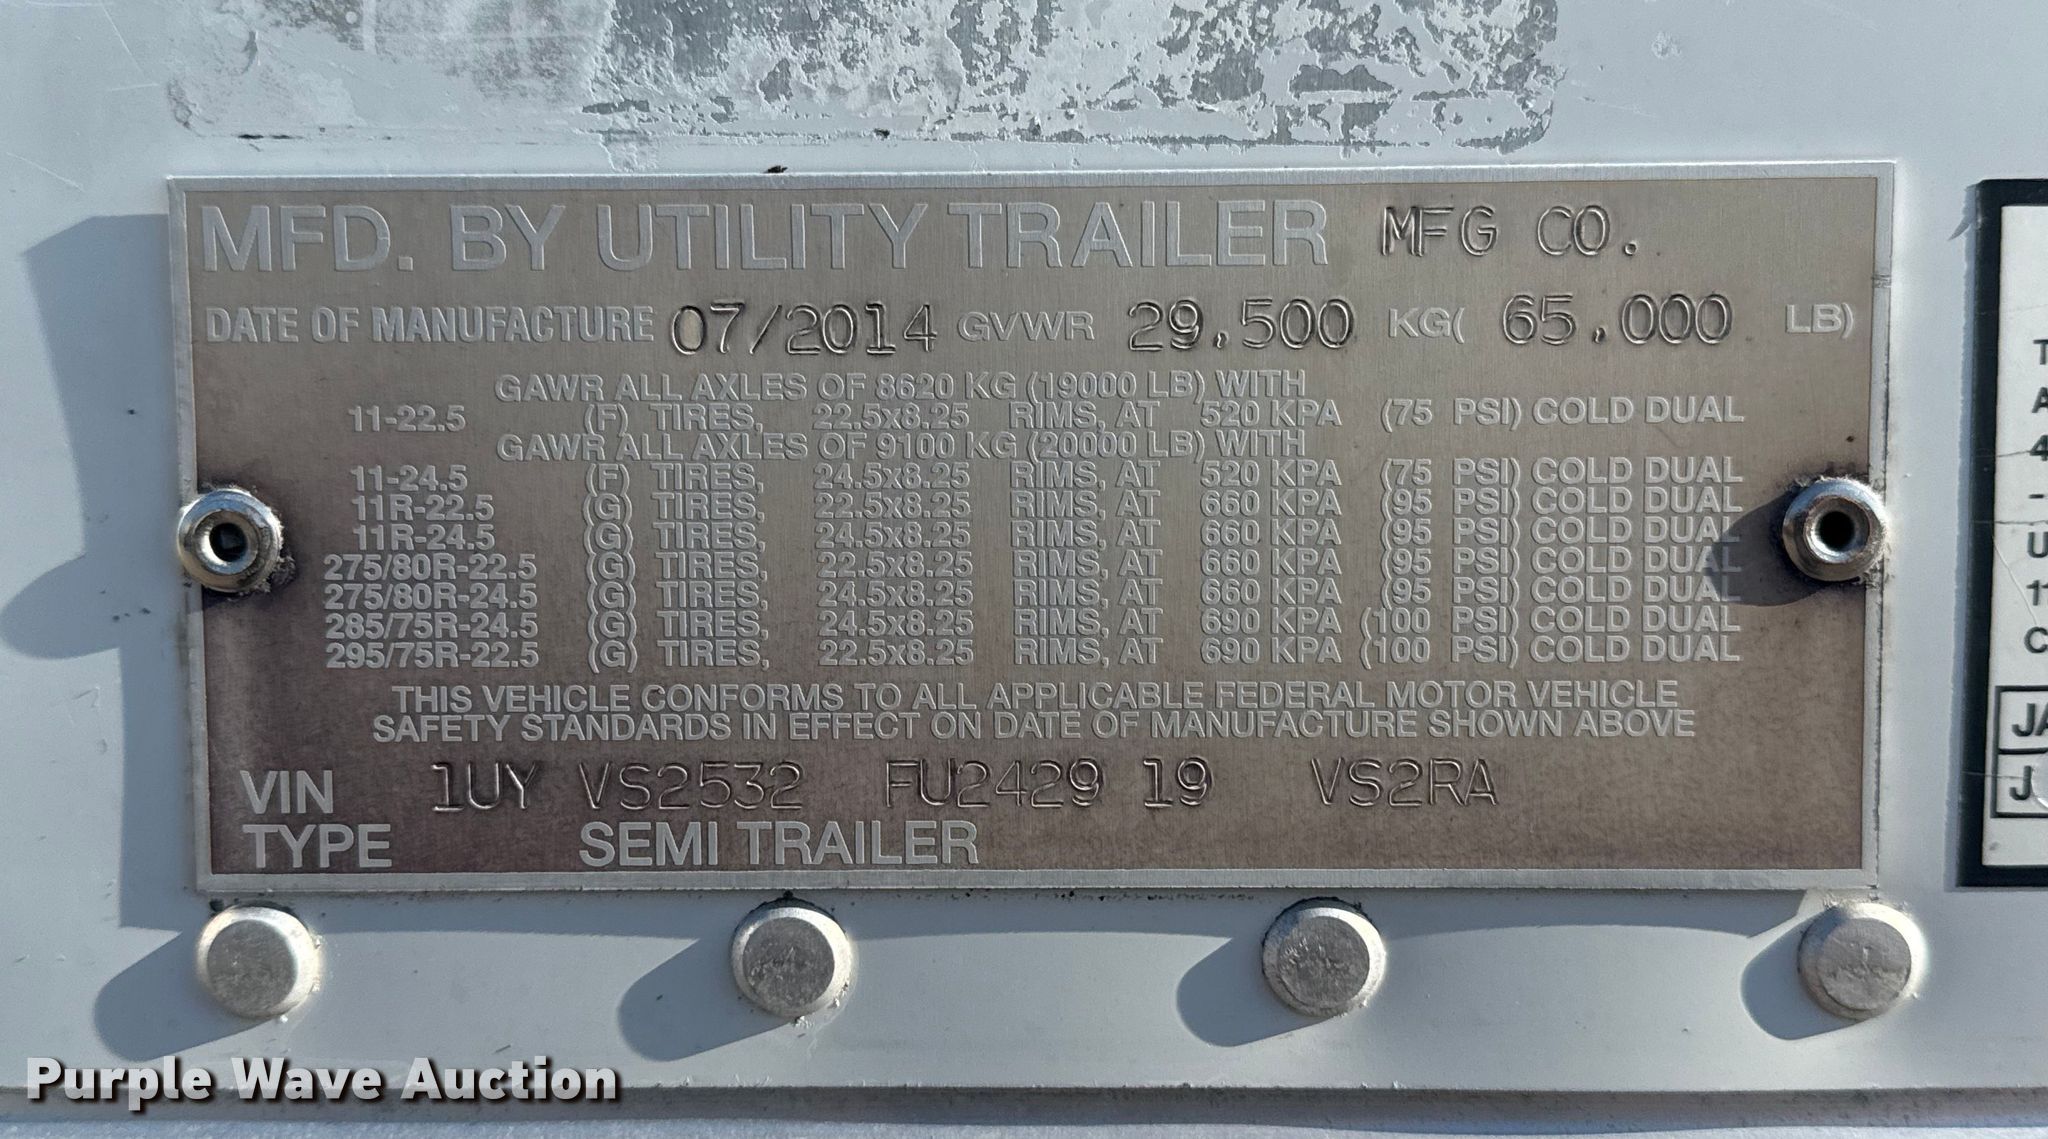 MFD. BY UTILITY TRAILER MFG CO.
DATE OF MANUFACTURE 07/2014 GVWR 29.500 KG( 65.000 LB)
GAWR ALL AXLES OF 8620 KG (19000 LB) WITH
11-22.5 (F) TIRES, 22.5x8.25 RIMS, AT 520 KPA (75 PSI) COLD DUAL
GAWR ALL AXLES OF 9100 KG (20000 LB) WITH
11-24.5 (F) TIRES, 24.5x8.25 RIMS, AT 520 KPA (75 PSI) COLD DUAL
11R-22.5 (G) TIRES, 22.5x8.25 RIMS, AT 660 KPA (95 PSI) COLD DUAL
11R-24.5 (G) TIRES, 24.5x8.25 RIMS, AT 660 KPA (95 PSI) COLD DUAL
275/80R-22.5 (G) TIRES, 22.5x8.25 RIMS, AT 660 KPA (95 PSI) COLD DUAL
275/80R-24.5 (G) TIRES, 24.5x8.25 RIMS, AT 660 KPA (95 PSI) COLD DUAL
285/75R-24.5 (G) TIRES, 24.5x8.25 RIMS, AT 690 KPA (100 PSI) COLD DUAL
295/75R-22.5 (G) TIRES, 22.5x8.25 RIMS, AT 690 KPA (100 PSI) COLD DUAL
THIS VEHICLE CONFORMS TO ALL APPLICABLE FEDERAL MOTOR VEHICLE
SAFETY STANDARDS IN EFFECT ON DATE OF MANUFACTURE SHOWN ABOVE
VIN 1UY VS2532 FU2429 19 VS2RA
TYPE SEMI TRAILER
Purple Wave Auction